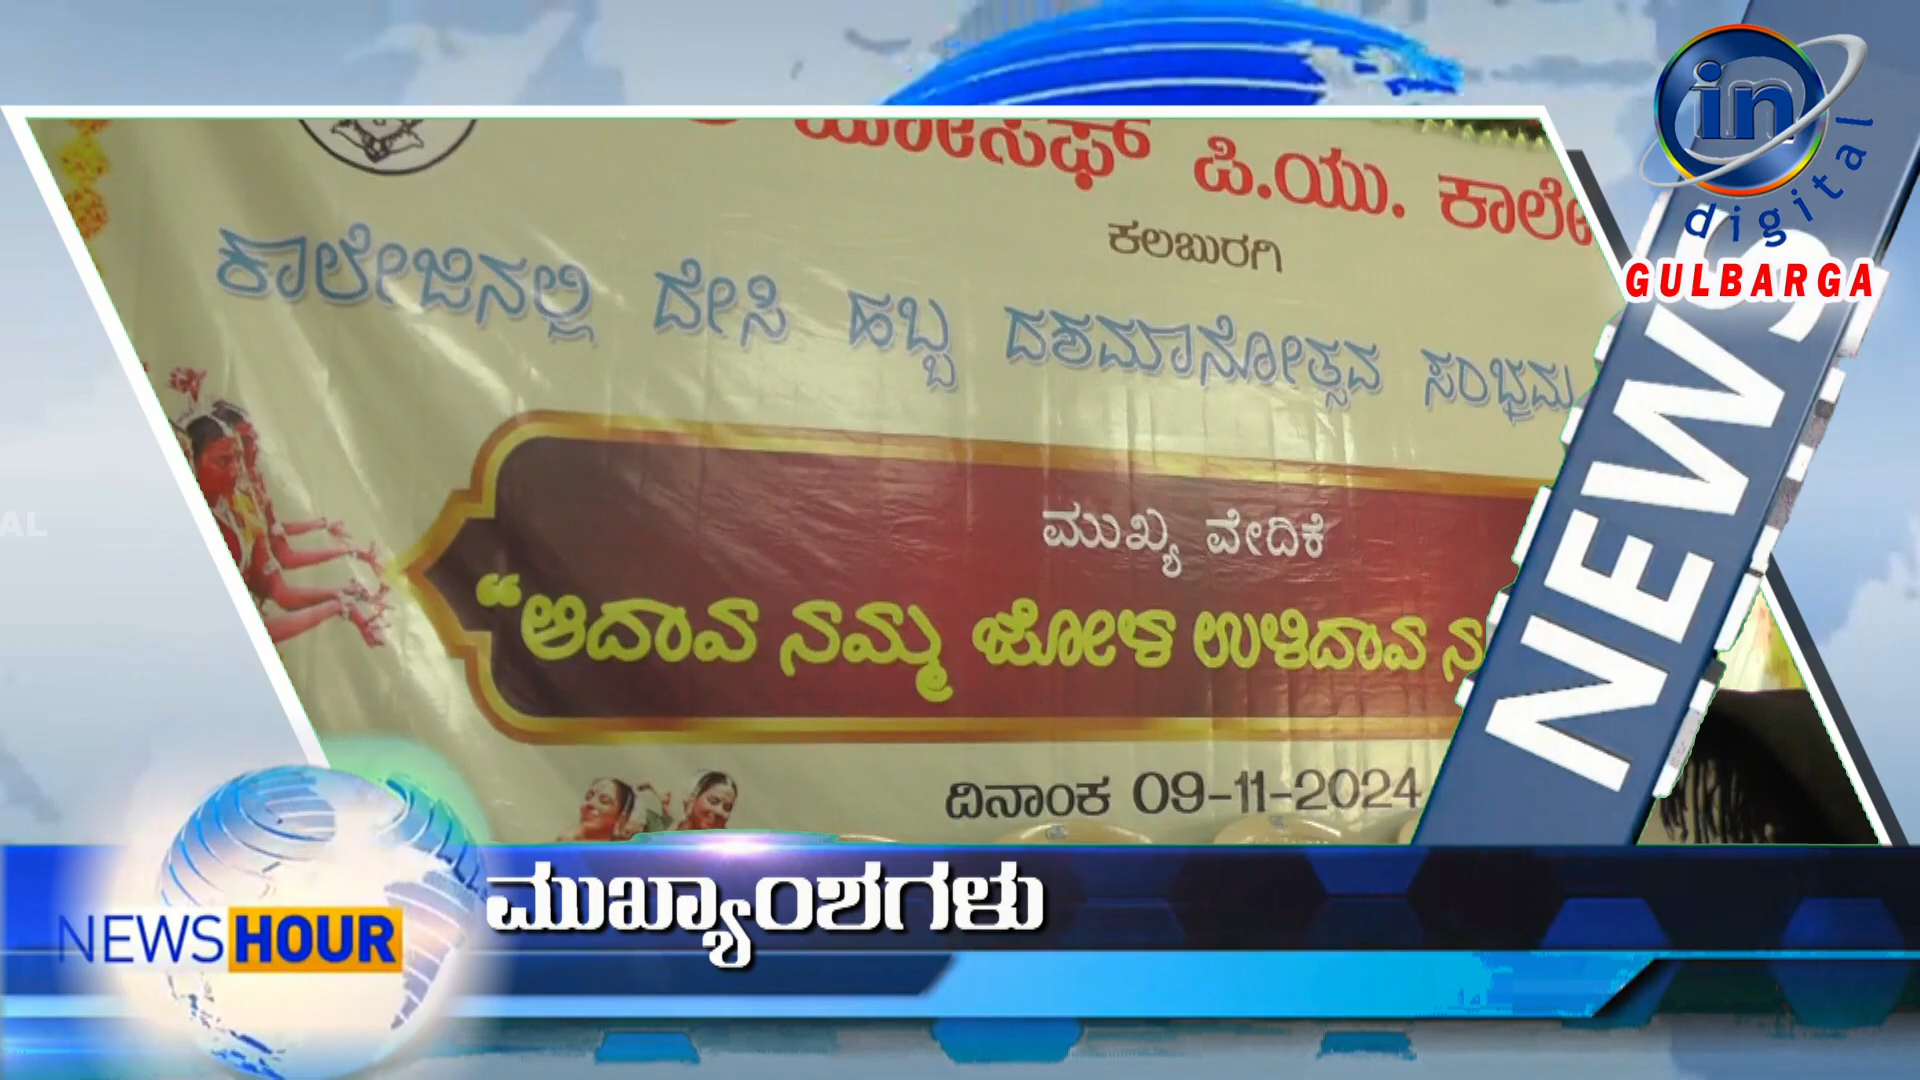 ಪಿ.ಯು.
ಕಲಬುರಗಿ
ಕಾಲೇಜಿನಲ್ಲಿ ದೇಸಿ ಹಬ್ಬ ದಶಮಾನೋತ್ಸವ ಸಂಭ್ರಮ
ಮುಖ್ಯ ವೇದಿಕೆ
“ಆದಾವ ನಮ್ಮ ಜೋಳ ಉಳಿದಾವ
ದಿನಾಂಕ 09-11-2024
in
digital
GULBARGA
NEWS
NEWS HOUR
ಮುಖ್ಯಾಂಶಗಳು